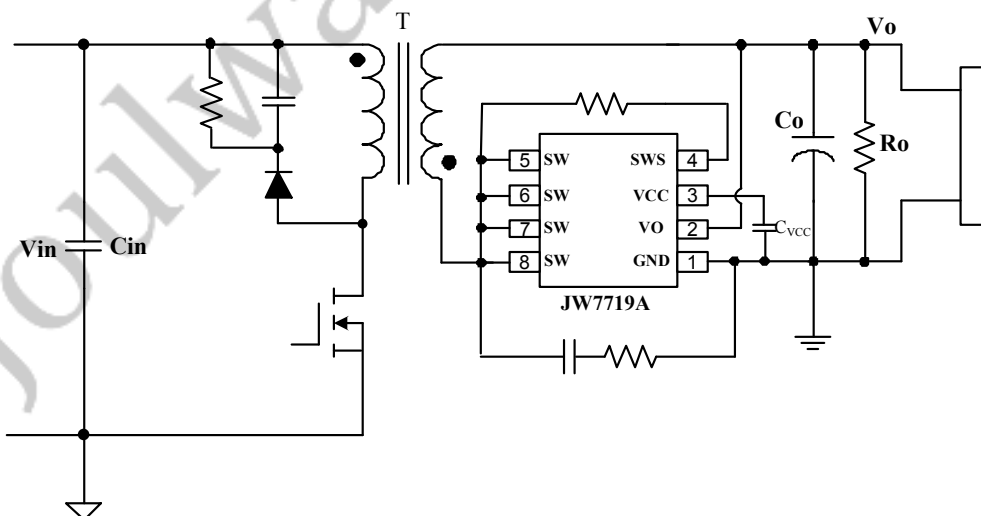 T
Vo
Joulwa
Co
Ro
5 SW SWS 4
6 SW VCC 3
7 SW VO 2
8 SW GND 1
CVCC
Vin Cin
JW7719A